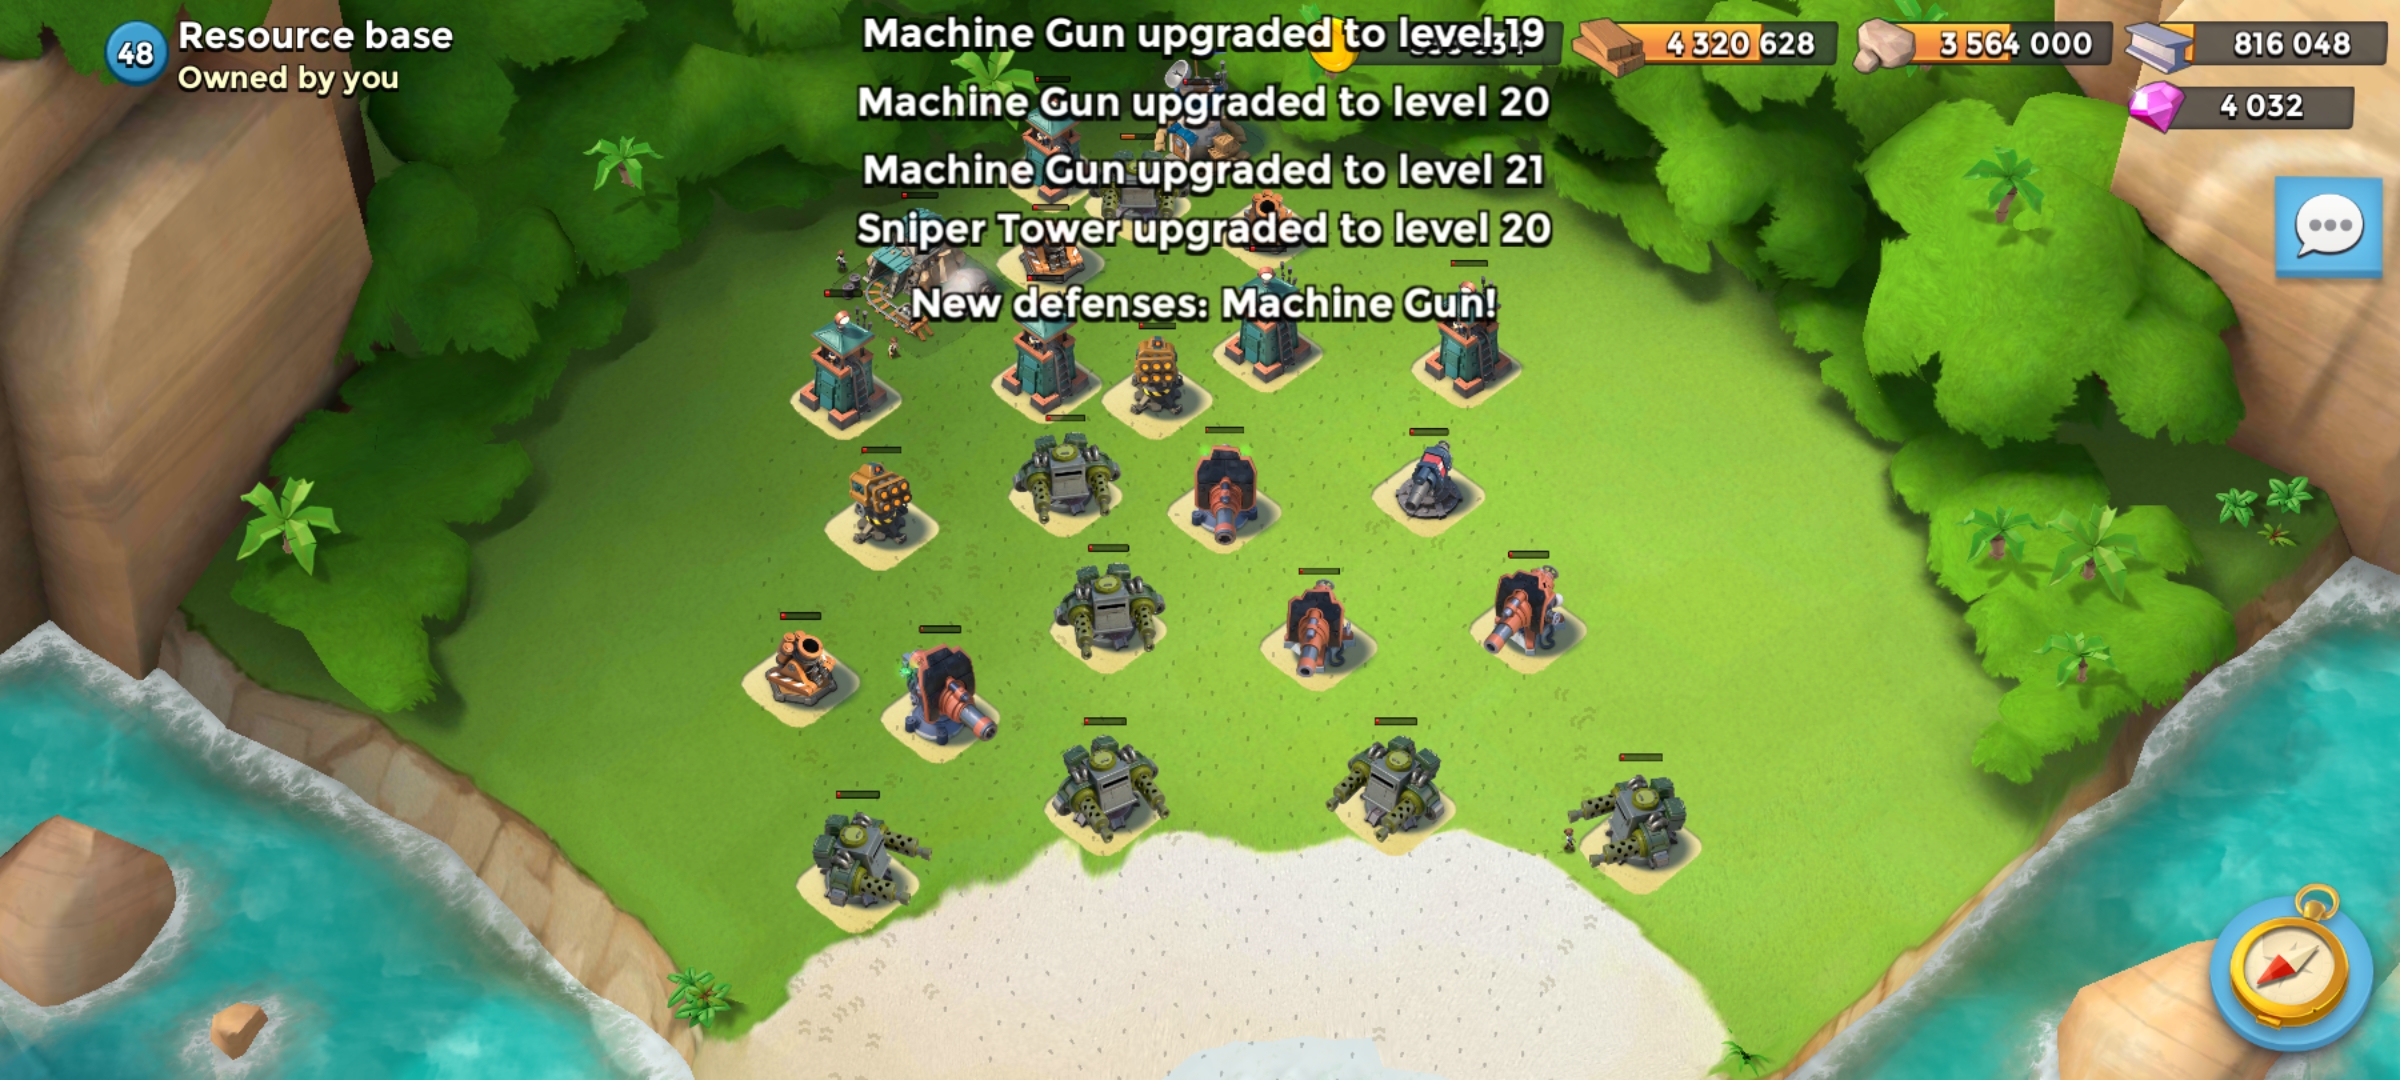 48
Resource base
Owned by you
Machine Gun upgraded to level 19
Machine Gun upgraded to level 20
Machine Gun upgraded to level 21
Sniper Tower upgraded to level 20
New defenses: Machine Gun!
4 320 628
3 564 000
816 048
4 032